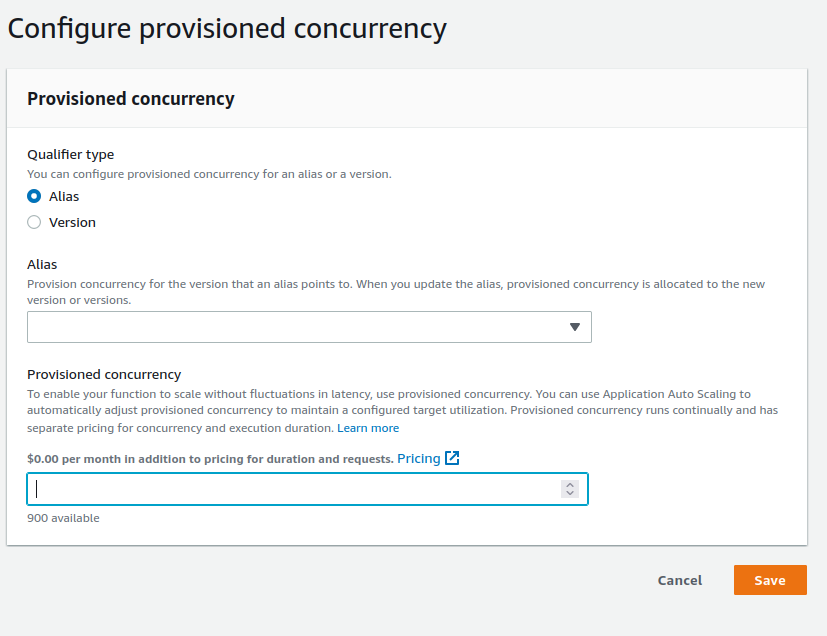 Configure provisioned concurrency
Provisioned concurrency
Qualifier type
You can configure provisioned concurrency for an alias or a version.
Alias
Version
Alias
Provision concurrency for the version that an alias points to. When you update the alias, provisioned concurrency is allocated to the new
version or versions.
Provisioned concurrency
To enable your function to scale without fluctuations in latency, use provisioned concurrency. You can use Application Auto Scaling to
automatically adjust provisioned concurrency to maintain a configured target utilization. Provisioned concurrency runs continually and has
separate pricing for concurrency and execution duration. Learn more
$0.00 per month in addition to pricing for duration and requests. Pricing
900 available
Cancel Save